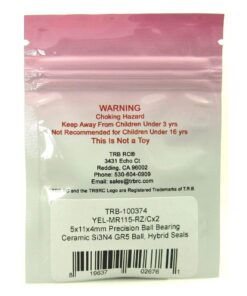 WARNING
Choking Hazard
Keep Away From Children Under 3 yrs
Not Recommended for Children Under 16 yrs
This Is Not a Toy
TRB RC®
3431 Echo Ct
Redding, CA 96002
Phone: 530-604-0909
Email: sales@trbrc.com
and the TRBRC Logo are Registered Trademarks of T.R.B.
TRB-100374
YEL-MR115-RZ/Cx2
5x11x4mm Precision Ball Bearing
Ceramic Si3N4 GR5 Ball, Hybrid Seals
8 19637 02676